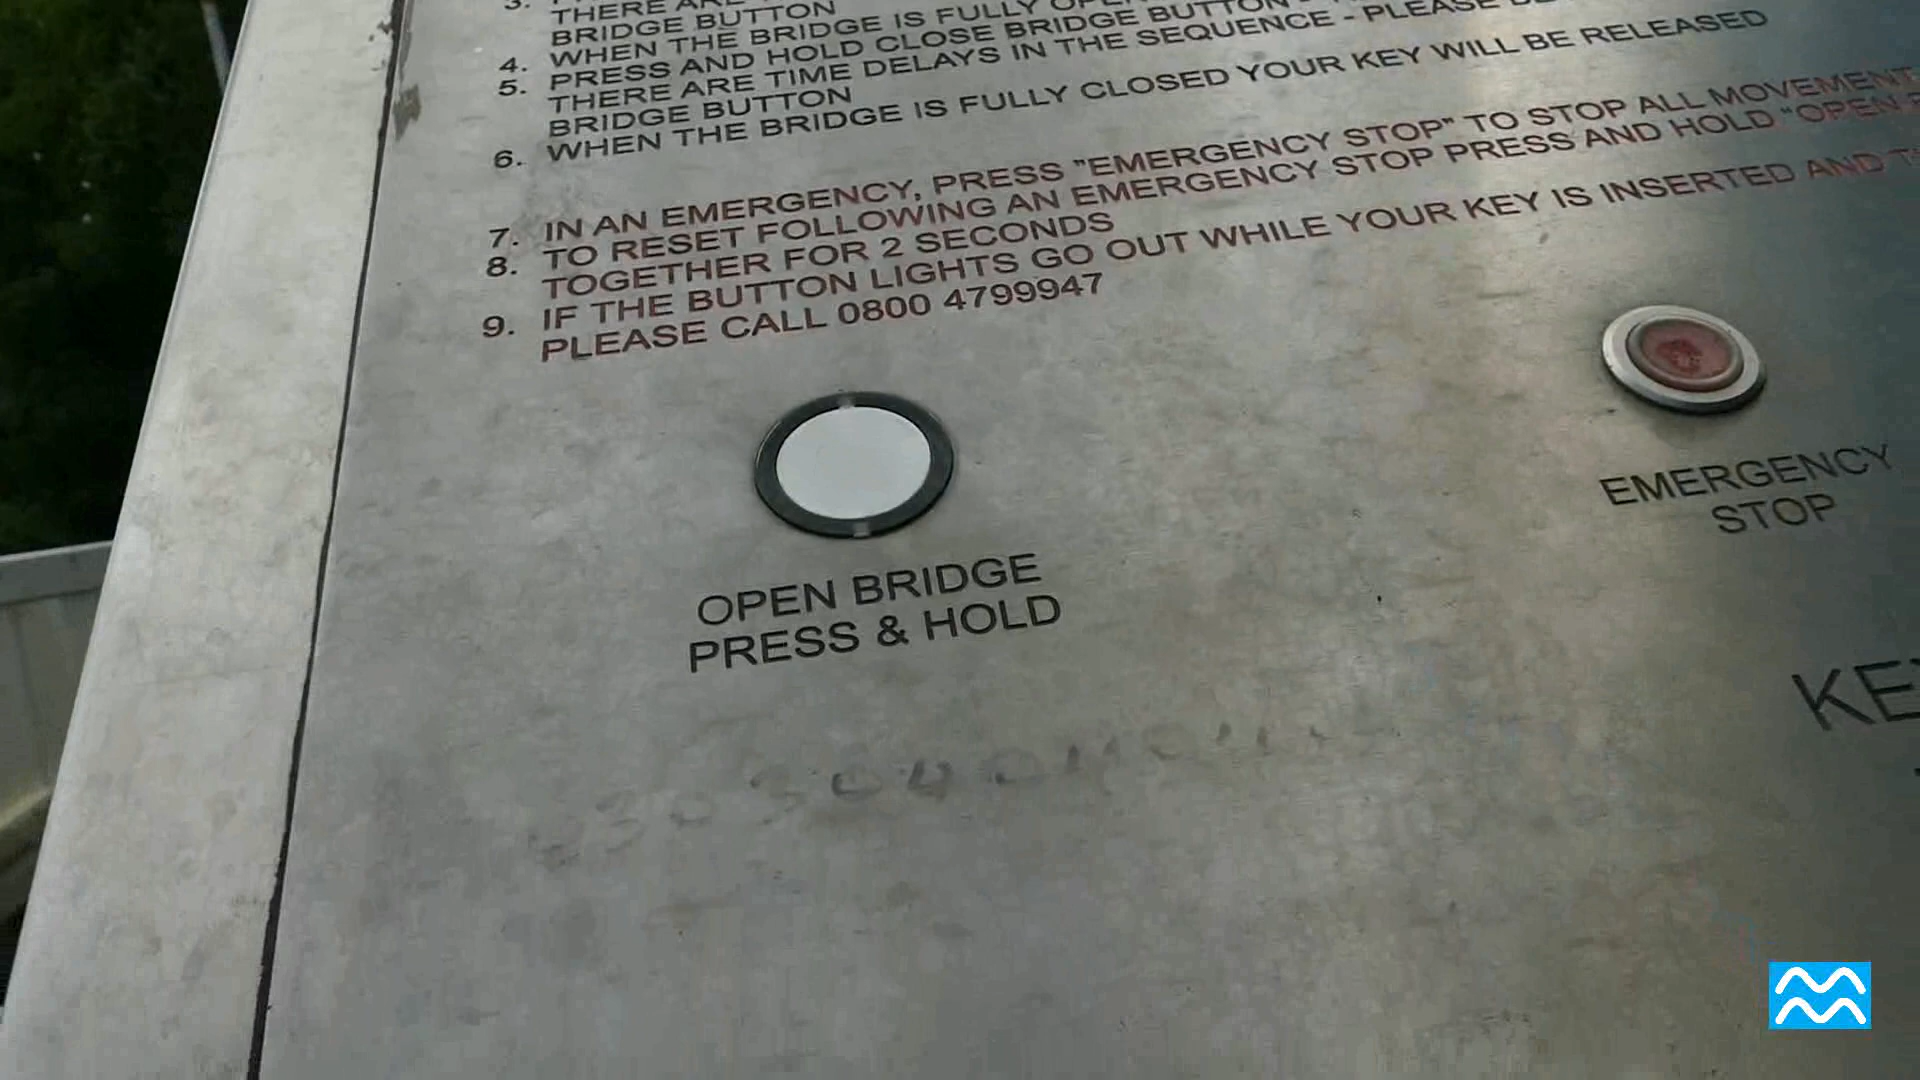 3.
THERE ARE
BRIDGE BUTTON
4. WHEN THE BRIDGE IS FULLY
5. PRESS AND HOLD CLOSE BRIDGE BUTTON -
THERE ARE TIME DELAYS IN THE SEQUENCE - PLEASE
BRIDGE BUTTON
6. WHEN THE BRIDGE IS FULLY CLOSED YOUR KEY WILL BE RELEASED
7. IN AN EMERGENCY, PRESS "EMERGENCY STOP" TO STOP ALL MOVEMENT
8. TO RESET FOLLOWING AN EMERGENCY STOP PRESS AND HOLD "OPEN
TOGETHER FOR 2 SECONDS
9. IF THE BUTTON LIGHTS GO OUT WHILE YOUR KEY IS INSERTED AND
PLEASE CALL 0800 4799947
EMERGENCY
STOP
OPEN BRIDGE
PRESS & HOLD